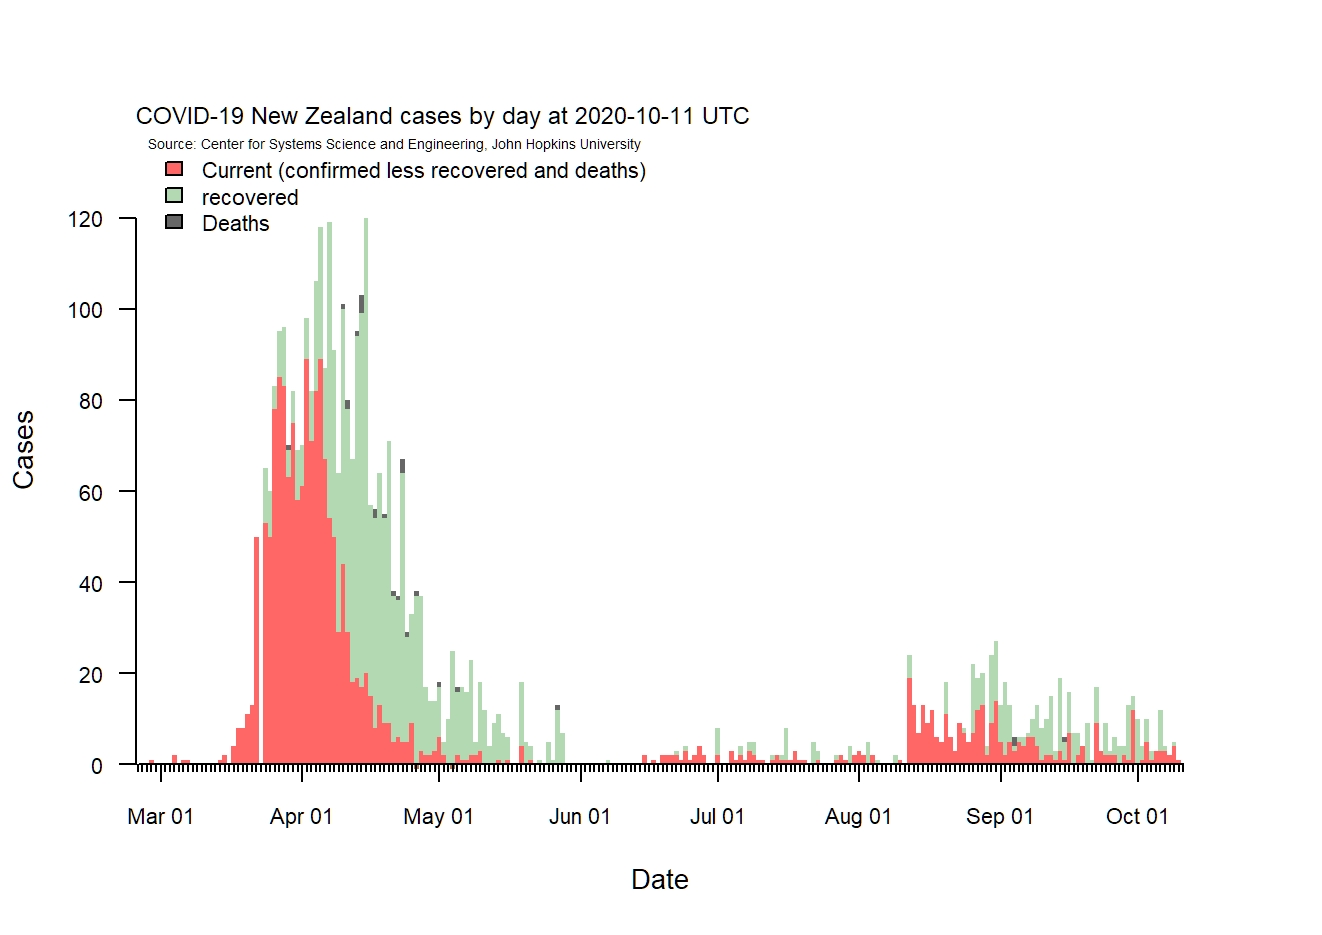 COVID-19 New Zealand cases by day at 2020-10-11 UTC
Source: Center for Systems Science and Engineering, John Hopkins University
Current (confirmed less recovered and deaths)
recovered
Deaths
120
100
80
60
40
20
0
Cases
Mar 01 Apr 01 May 01 Jun 01 Jul 01 Aug 01 Sep 01 Oct 01
Date